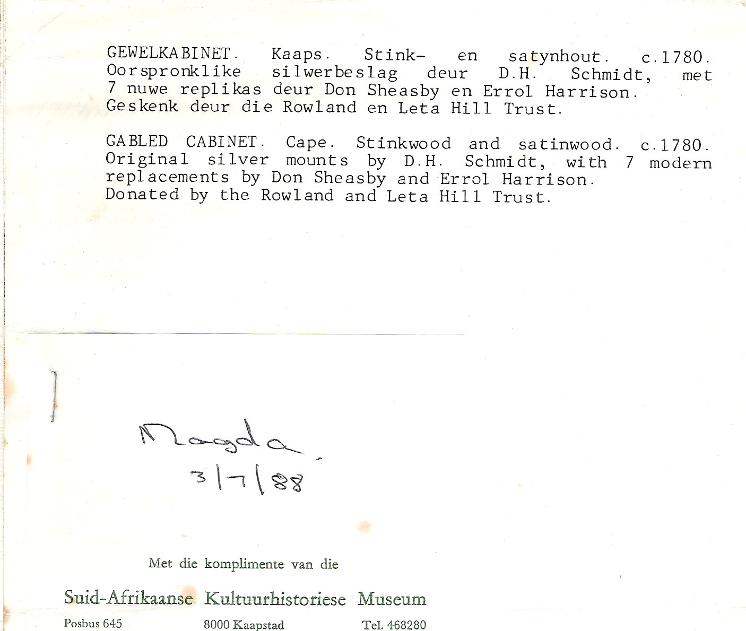 GEWELKABINET. Kaaps. Stink- en satynhout. c.1780.
Oorspronklike silwerbeslag deur D.H. Schmidt, met
7 nuwe replikas deur Don Sheasby en Errol Harrison.
Geskenk deur die Rowland en Leta Hill Trust.
GABLED CABINET. Cape. Stinkwood and satinwood. c.1780.
Original silver mounts by D.H. Schmidt, with 7 modern
replacements by Don Sheasby and Errol Harrison.
Donated by the Rowland and Leta Hill Trust.
Magda.
3/7/88
Met die komplimente van die
Suid-Afrikaanse Kultuurhistoriese Museum
Posbus 645 8000 Kaapstad Tel. 468280